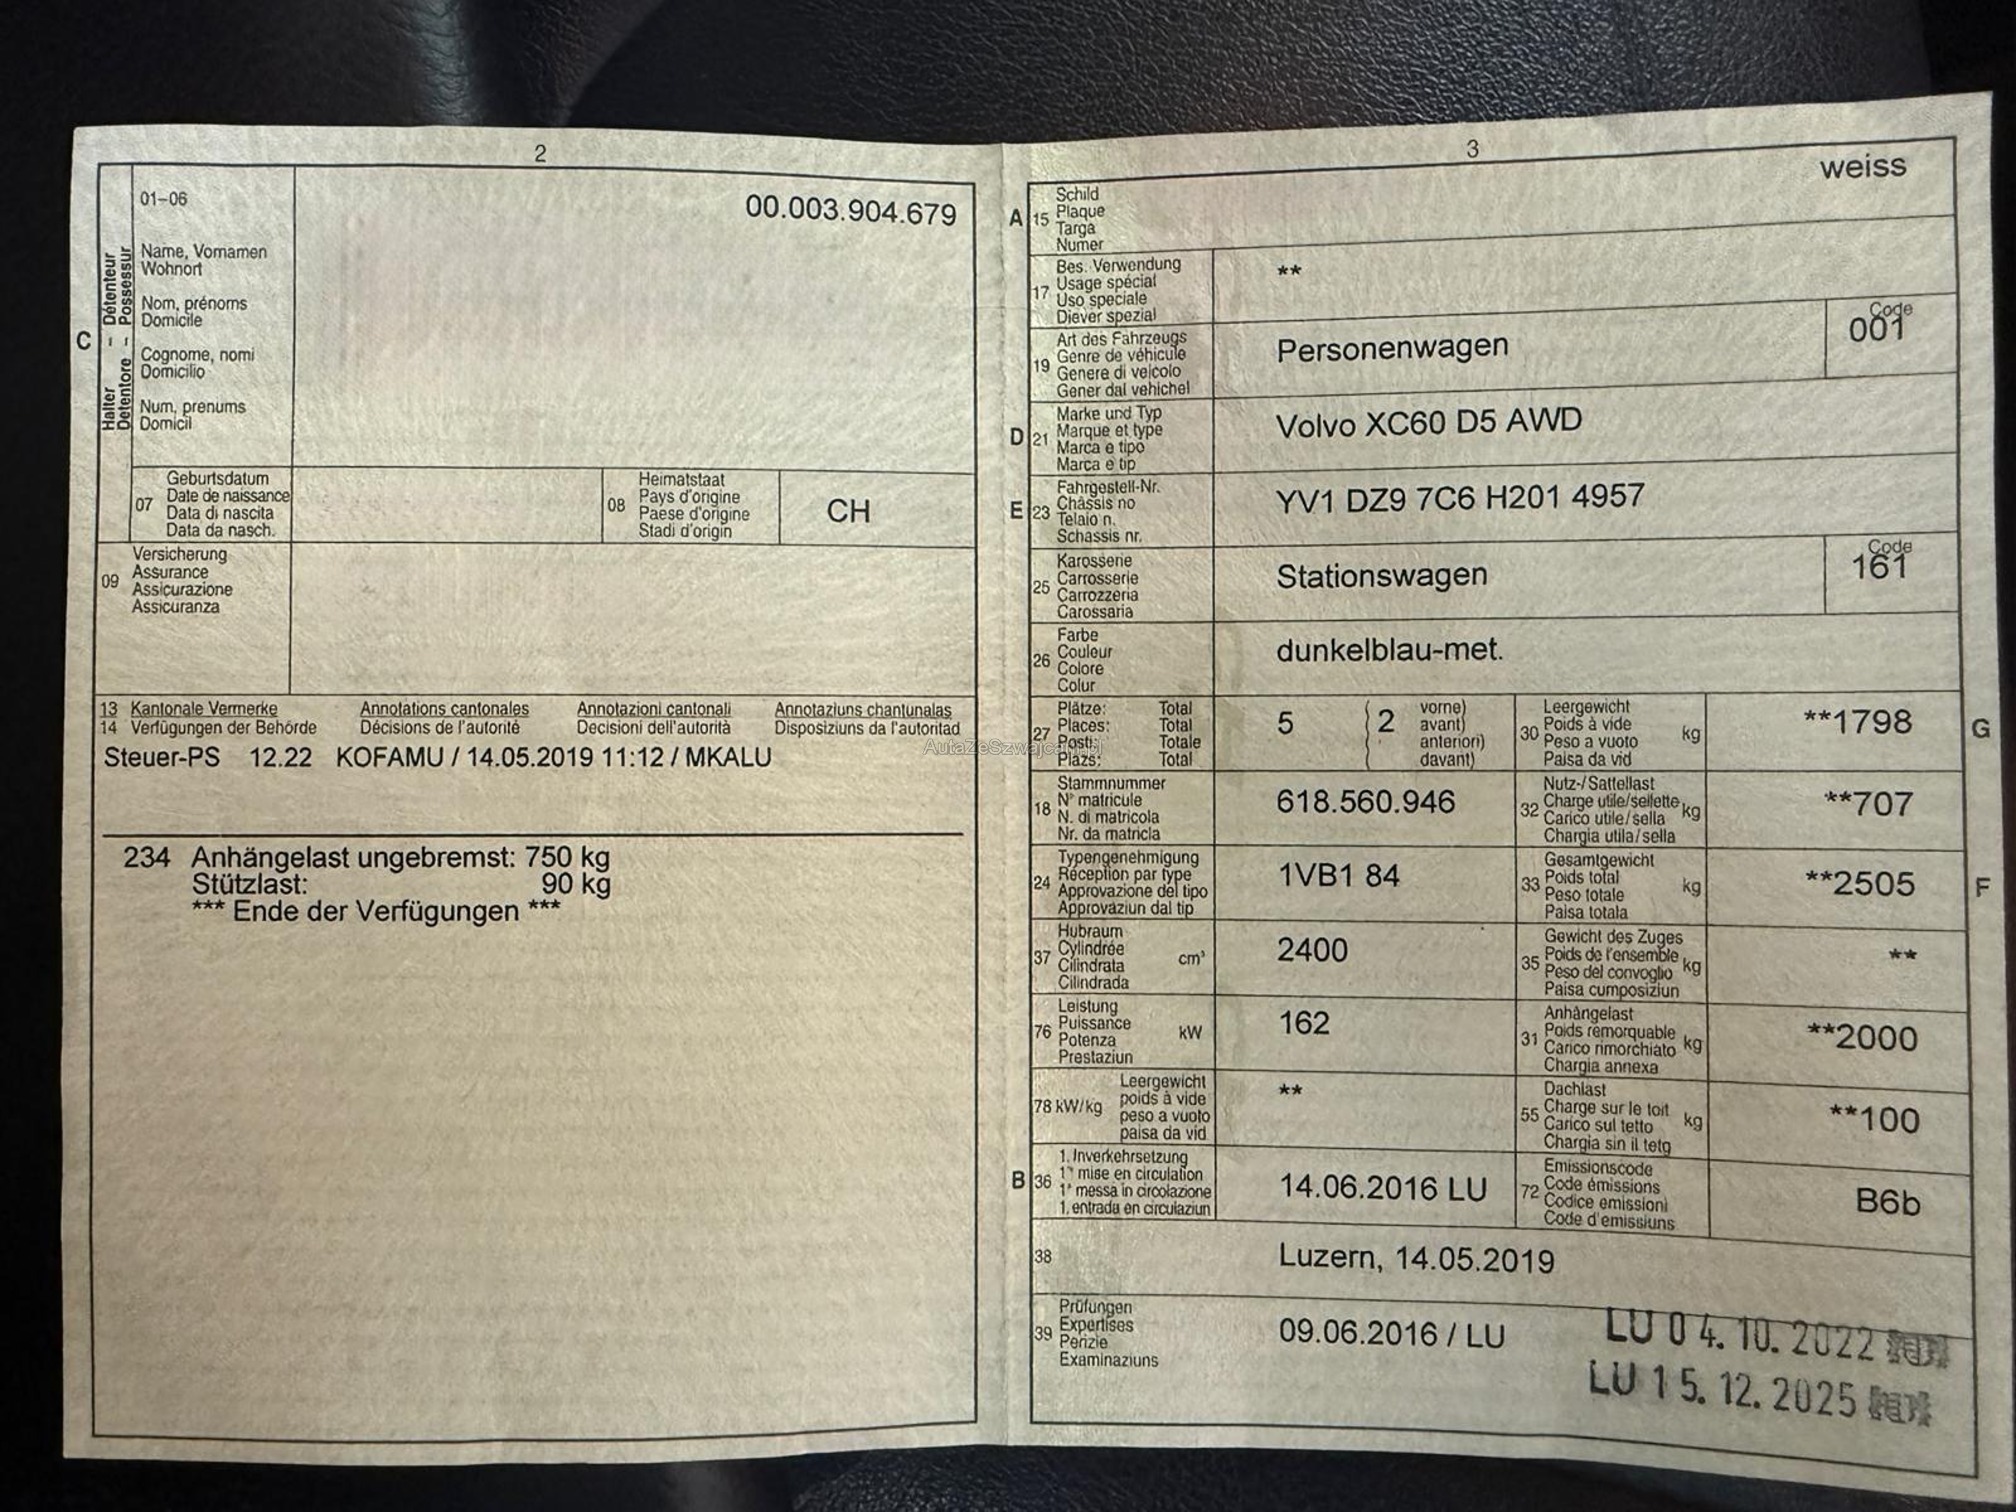 2
01-06
00.003.904.679
Halter – Détenteur
Detentore – Possessur
C
Name, Vornamen
Wohnort
Nom, prénoms
Domicile
Cognome, nomi
Domicilio
Num, prenums
Domicil
07
Geburtsdatum
Date de naissance
Data di nascita
Data da nasch.
08
Heimatstaat
Pays d'origine
Paese d'origine
Stadi d'origin
CH
09
Versicherung
Assurance
Assicurazione
Assicuranza
13 Kantonale Vermerke Annotations cantonales Annotazioni cantonali Annotaziuns chantunalas
14 Verfügungen der Behörde Décisions de l'autorité Decisioni dell'autorità Disposiziuns da l'autoritad
AutaZeSzwajcarii.pl
Steuer-PS 12.22 KOFAMU / 14.05.2019 11:12 / MKALU
234 Anhängelast ungebremst: 750 kg
Stützlast: 90 kg
*** Ende der Verfügungen ***
3
weiss
A 15
Schild
Plaque
Targa
Numer
17
Bes. Verwendung
Usage spécial
Uso speciale
Diever spezial
**
19
Art des Fahrzeugs
Genre de véhicule
Genere di veicolo
Gener dal vehichel
Personenwagen
Code
001
D 21
Marke und Typ
Marque et type
Marca e tipo
Marca e tip
Volvo XC60 D5 AWD
E 23
Fahrgestell-Nr.
Châssis no
Telaio n.
Schassis nr.
YV1 DZ9 7C6 H201 4957
25
Karosserie
Carrosserie
Carrozzeria
Carossaria
Stationswagen
Code
161
26
Farbe
Couleur
Colore
Colur
dunkelblau-met.
27
Plätze: Total
Places: Total
Posti: Totale
Plazs: Total
5 ( 2
vorne)
avant)
anteriori)
davant)
30
Leergewicht
Poids à vide
Peso a vuoto
Paisa da vid
kg
**1798
G
18
Stammnummer
N° matricule
N. di matricola
Nr. da matricla
618.560.946
32
Nutz-/Sattellast
Charge utile/sellette
Carico utile/sella
Chargia utila/sella
kg
**707
24
Typengenehmigung
Réception par type
Approvazione del tipo
Approvaziun dal tip
1VB1 84
33
Gesamtgewicht
Poids total
Peso totale
Paisa totala
kg
**2505
F
37
Hubraum
Cylindrée
Cilindrata
Cilindrada
cm³
2400
35
Gewicht des Zuges
Poids de l'ensemble
Peso del convoglio
Paisa cumposiziun
kg
**
76
Leistung
Puissance
Potenza
Prestaziun
kW
162
31
Anhängelast
Poids remorquable
Carico rimorchiato
Chargia annexa
kg
**2000
78 kW/kg
Leergewicht
poids à vide
peso a vuoto
paisa da vid
**
55
Dachlast
Charge sur le toit
Carico sul tetto
Chargia sin il tetg
kg
**100
B 36
1. Inverkehrsetzung
1re mise en circulation
1a messa in circolazione
1. entrada en circulaziun
14.06.2016 LU
72
Emissionscode
Code émissions
Codice emissioni
Code d'emissiuns
B6b
38
Luzern, 14.05.2019
39
Prüfungen
Expertises
Perizie
Examinaziuns
09.06.2016 / LU
LU 04. 10. 2022
LU 15. 12. 2025